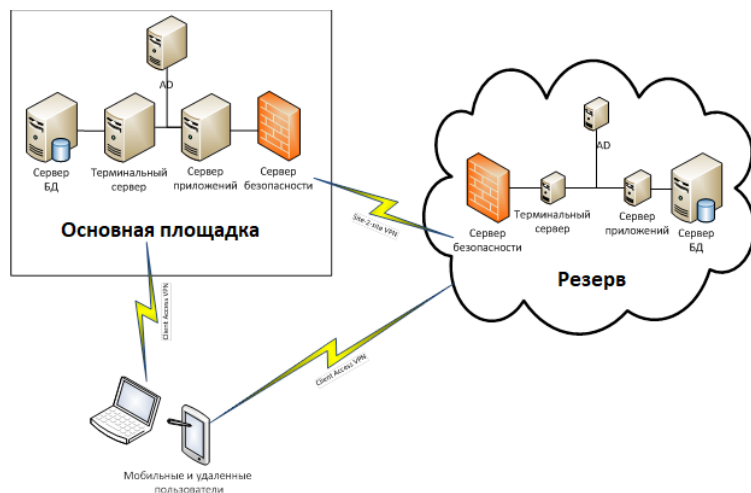 AD
Сервер
БД
Терминальный
сервер
Сервер
приложений
Сервер
безопасности
Основная площадка
AD
Сервер
безопасности
Терминальный
сервер
Сервер
приложений
Сервер
БД
Резерв
Site-2-site VPN
Client Access VPN
Client Access VPN
Мобильные и удаленные
пользователи